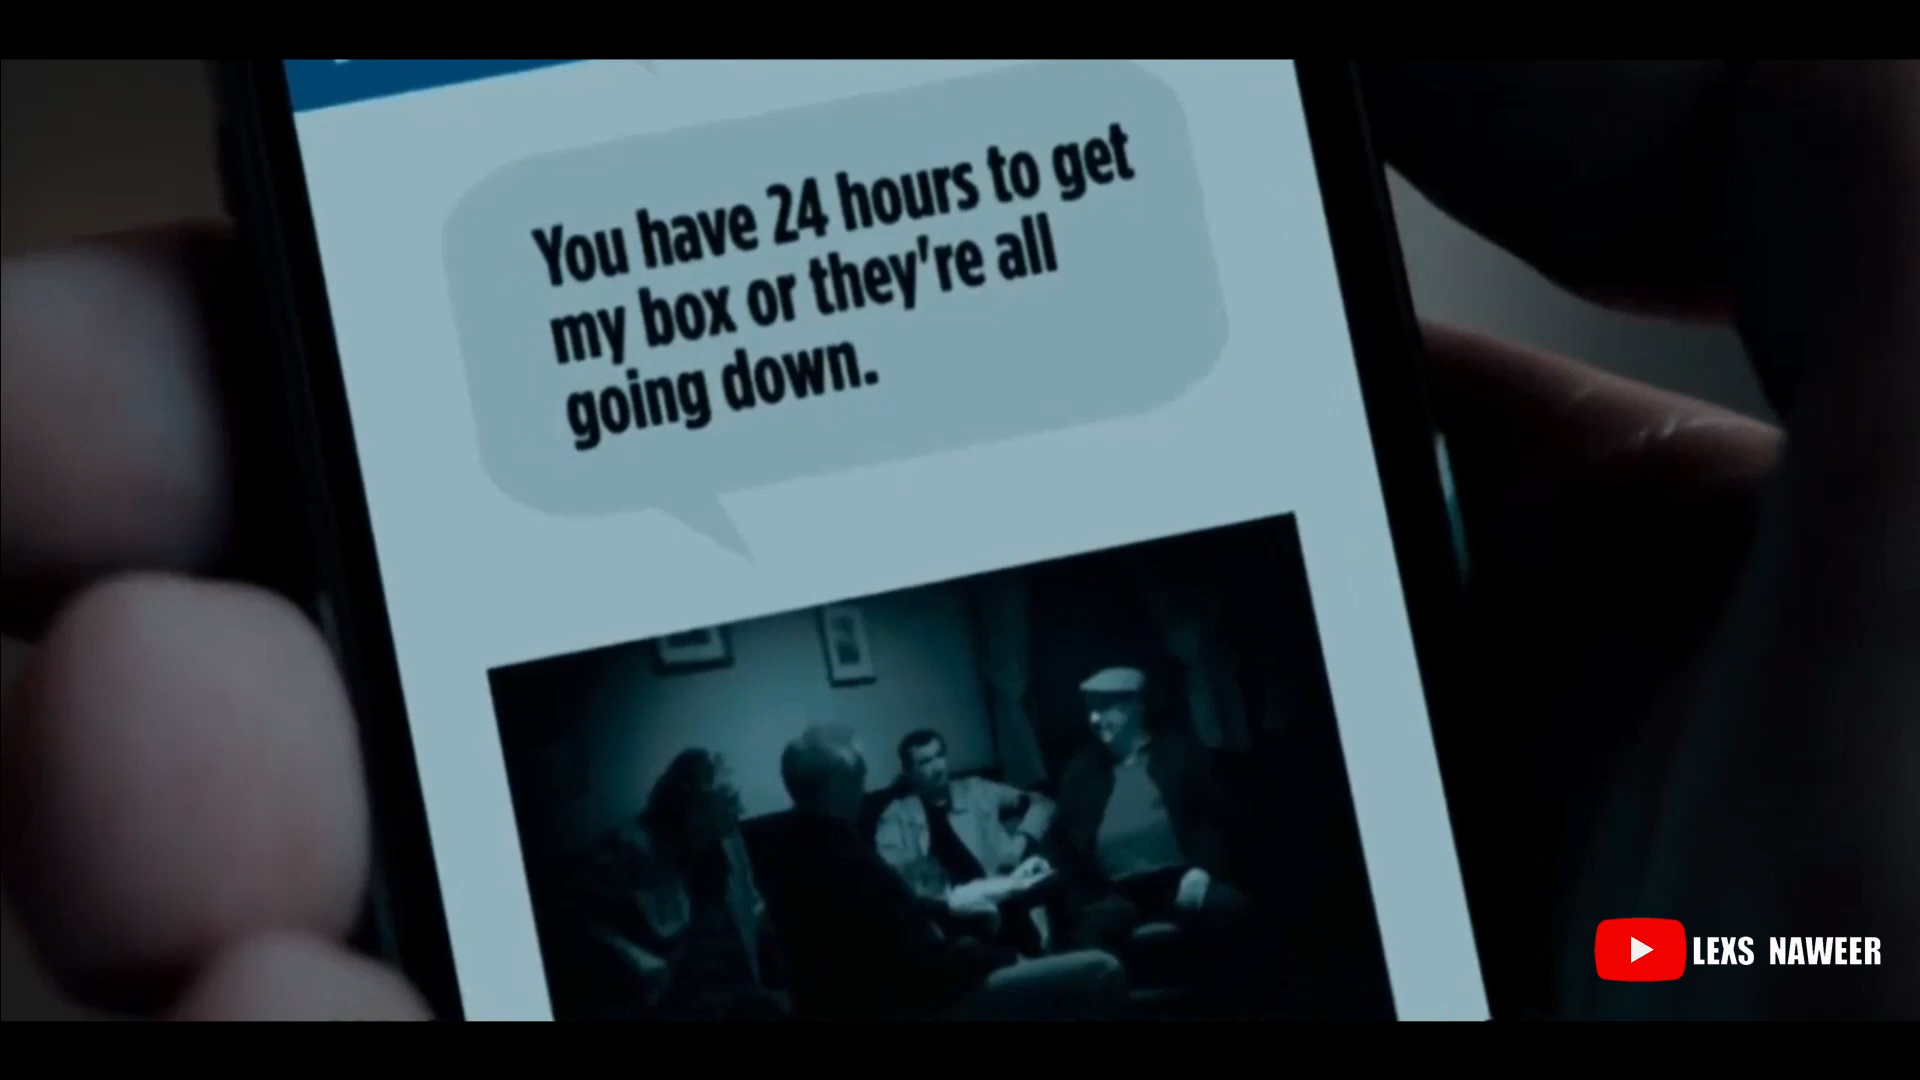 You have 24 hours to get
my box or they're all
going down.
LEXS NAWEER